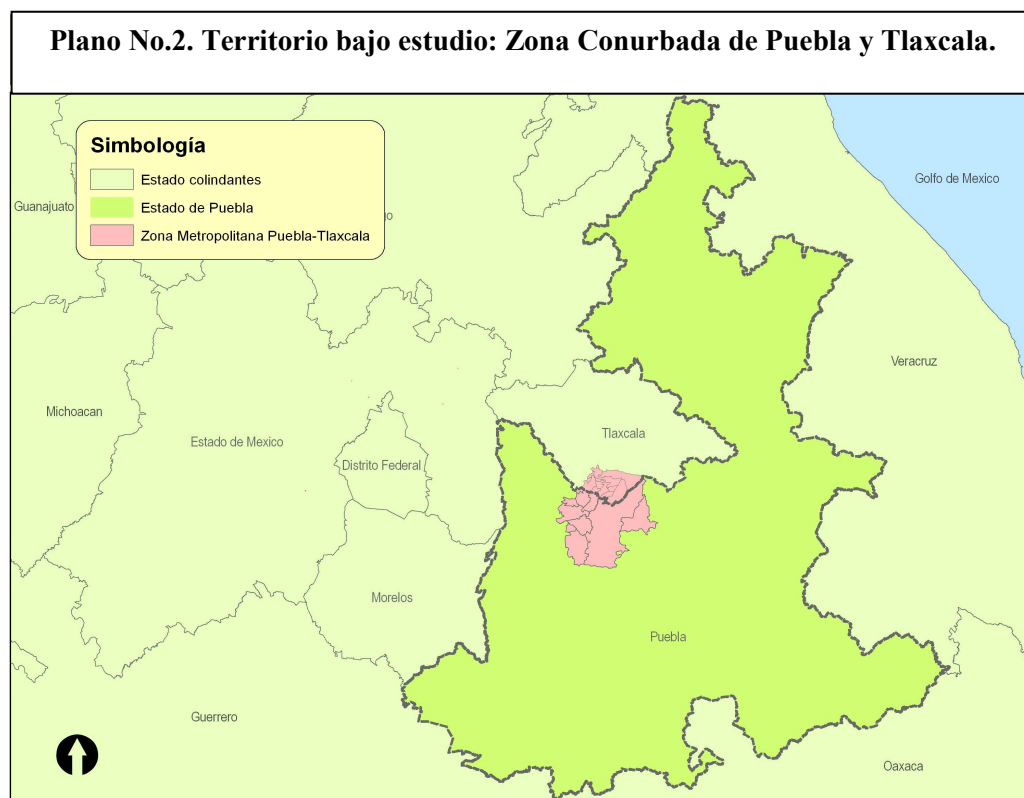 Plano No.2. Territorio bajo estudio: Zona Conurbada de Puebla y Tlaxcala.
Simbología
Estado colindantes
Estado de Puebla
Zona Metropolitana Puebla-Tlaxcala
Golfo de Mexico
Guanajuato
Veracruz
Michoacan
Estado de Mexico
Tlaxcala
Distrito Federal
Morelos
Puebla
Guerrero
Oaxaca